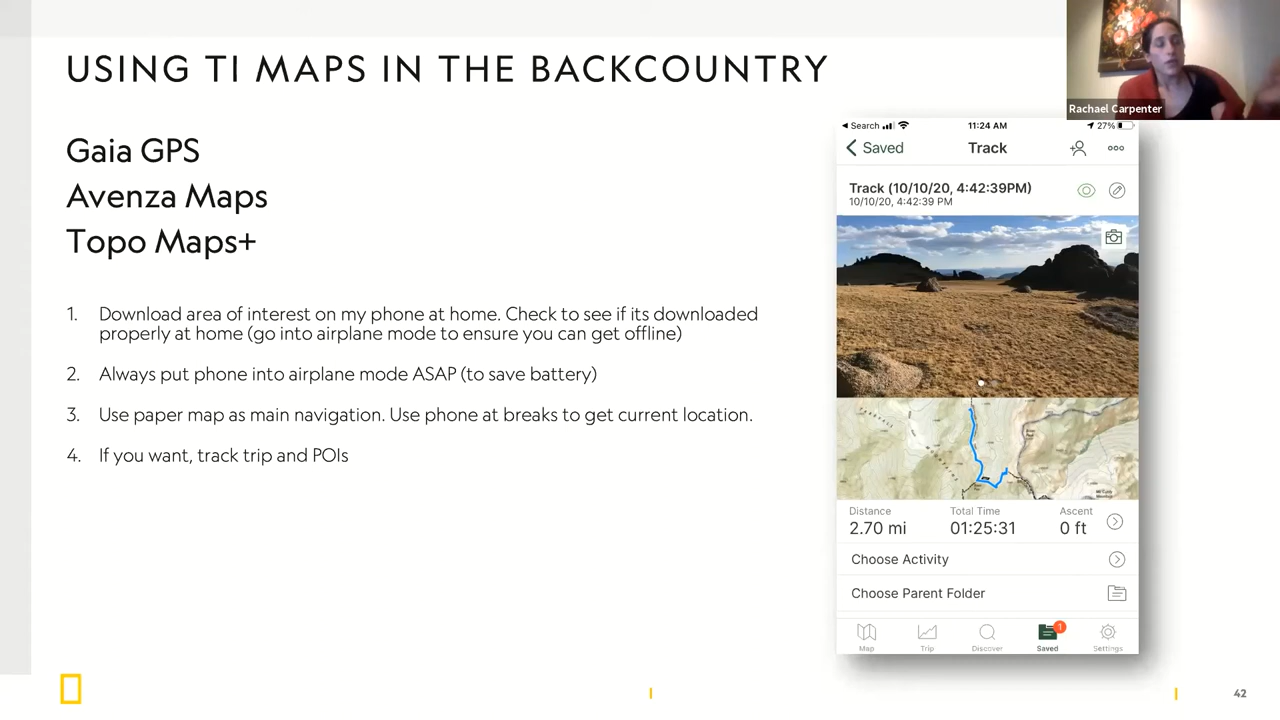 USING TI MAPS IN THE BACKCOUNTRY
Rachael Carpenter
Gaia GPS
Avenza Maps
Topo Maps+
1. Download area of interest on my phone at home. Check to see if its downloaded
properly at home (go into airplane mode to ensure you can get offline)
2. Always put phone into airplane mode ASAP (to save battery)
3. Use paper map as main navigation. Use phone at breaks to get current location.
4. If you want, track trip and POIs
Search 11:24 AM 27%
Saved Track
Track (10/10/20, 4:42:39PM)
10/10/20, 4:42:39 PM
Distance Total Time Ascent
2.70 mi 01:25:31 0 ft
Choose Activity
Choose Parent Folder
1
Map Trip Discover Saved Settings
42